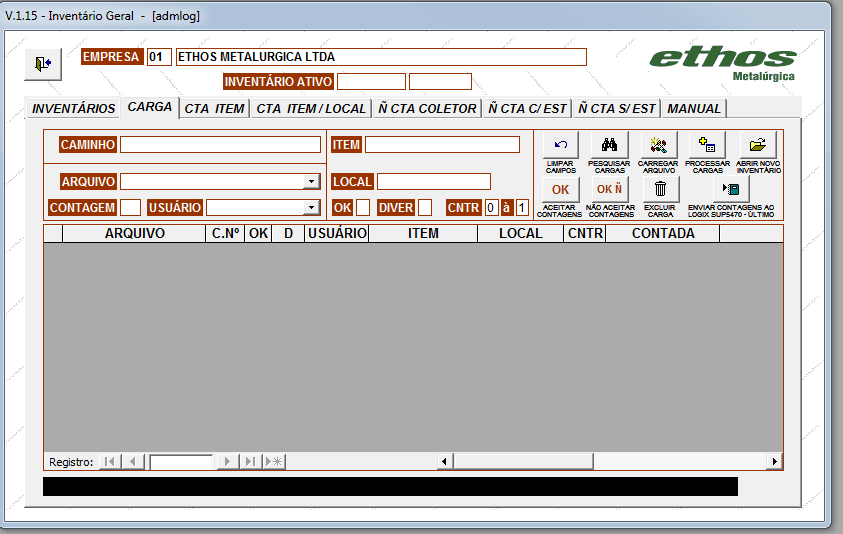 V.1.15 - Inventário Geral - [admlog]
EMPRESA 01 ETHOS METALURGICA LTDA
ethos
Metalúrgica
INVENTÁRIO ATIVO
INVENTÁRIOS CARGA CTA ITEM CTA ITEM / LOCAL Ñ CTA COLETOR Ñ CTA C/ EST Ñ CTA S/ EST MANUAL
CAMINHO
ITEM
LIMPAR CAMPOS
PESQUISAR CARGAS
CARREGAR ARQUIVO
PROCESSAR CARGAS
ABRIR NOVO INVENTÁRIO
ARQUIVO
LOCAL
CONTAGEM USUÁRIO
OK DIVER CNTR 0 à 1
OK
ACEITAR CONTAGENS
OK Ñ
NÃO ACEITAR CONTAGENS
EXCLUIR CARGA
ENVIAR CONTAGENS AO LOGIX SUP5470 - ÚLTIMO
ARQUIVO C.Nº OK D USUÁRIO ITEM LOCAL CNTR CONTADA
Registro: